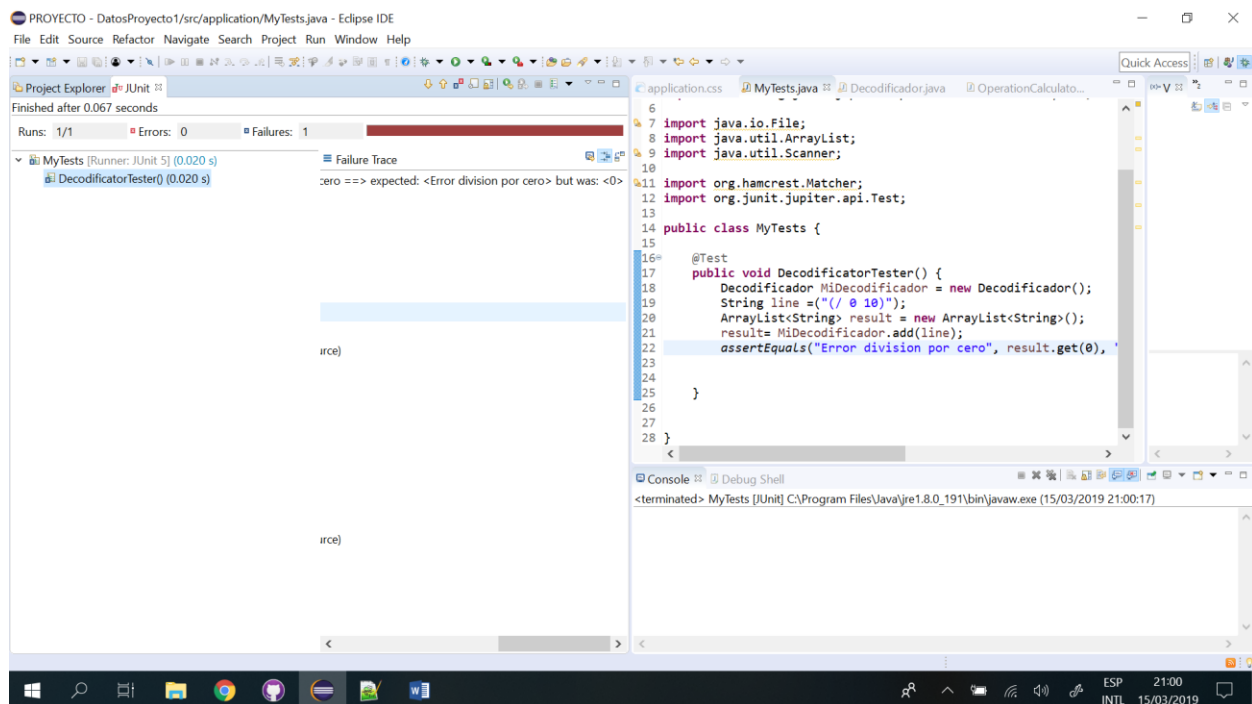 PROYECTO - DatosProyecto1/src/application/MyTests.java - Eclipse IDE
File Edit Source Refactor Navigate Search Project Run Window Help
Quick Access
Project Explorer JUnit
Finished after 0.067 seconds
Runs: 1/1 Errors: 0 Failures: 1
MyTests [Runner: JUnit 5] (0.020 s)
DecodificatorTester() (0.020 s)
Failure Trace
cero ==> expected: <Error division por cero> but was: <0>
urce)
urce)
application.css MyTests.java Decodificador.java OperationCalculato...
6
7 import java.io.File;
8 import java.util.ArrayList;
9 import java.util.Scanner;
10
11 import org.hamcrest.Matcher;
12 import org.junit.jupiter.api.Test;
13
14 public class MyTests {
15
16 @Test
17 public void DecodificatorTester() {
18 Decodificador MiDecodificador = new Decodificador();
19 String line =("(/ 0 10)");
20 ArrayList<String> result = new ArrayList<String>();
21 result= MiDecodificador.add(line);
22 assertEquals("Error division por cero", result.get(0), "
23
24
25 }
26
27
28 }
(x)= V
2
Console Debug Shell
<terminated> MyTests [JUnit] C:\Program Files\Java\jre1.8.0_191\bin\javaw.exe (15/03/2019 21:00:17)
ESP
INTL
21:00
15/03/2019